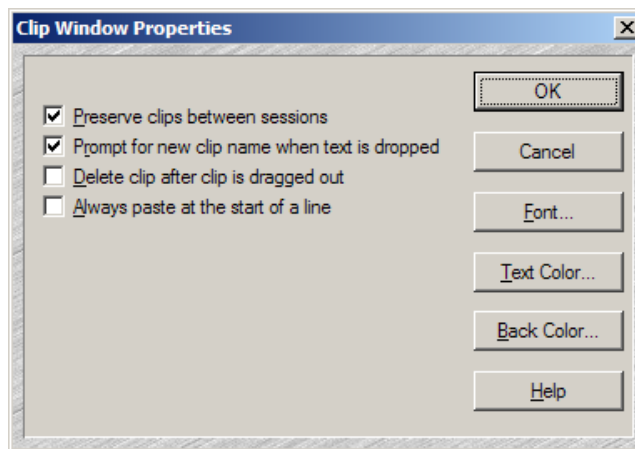 Clip Window Properties
Preserve clips between sessions
Prompt for new clip name when text is dropped
Delete clip after clip is dragged out
Always paste at the start of a line
OK
Cancel
Font...
Text Color...
Back Color...
Help